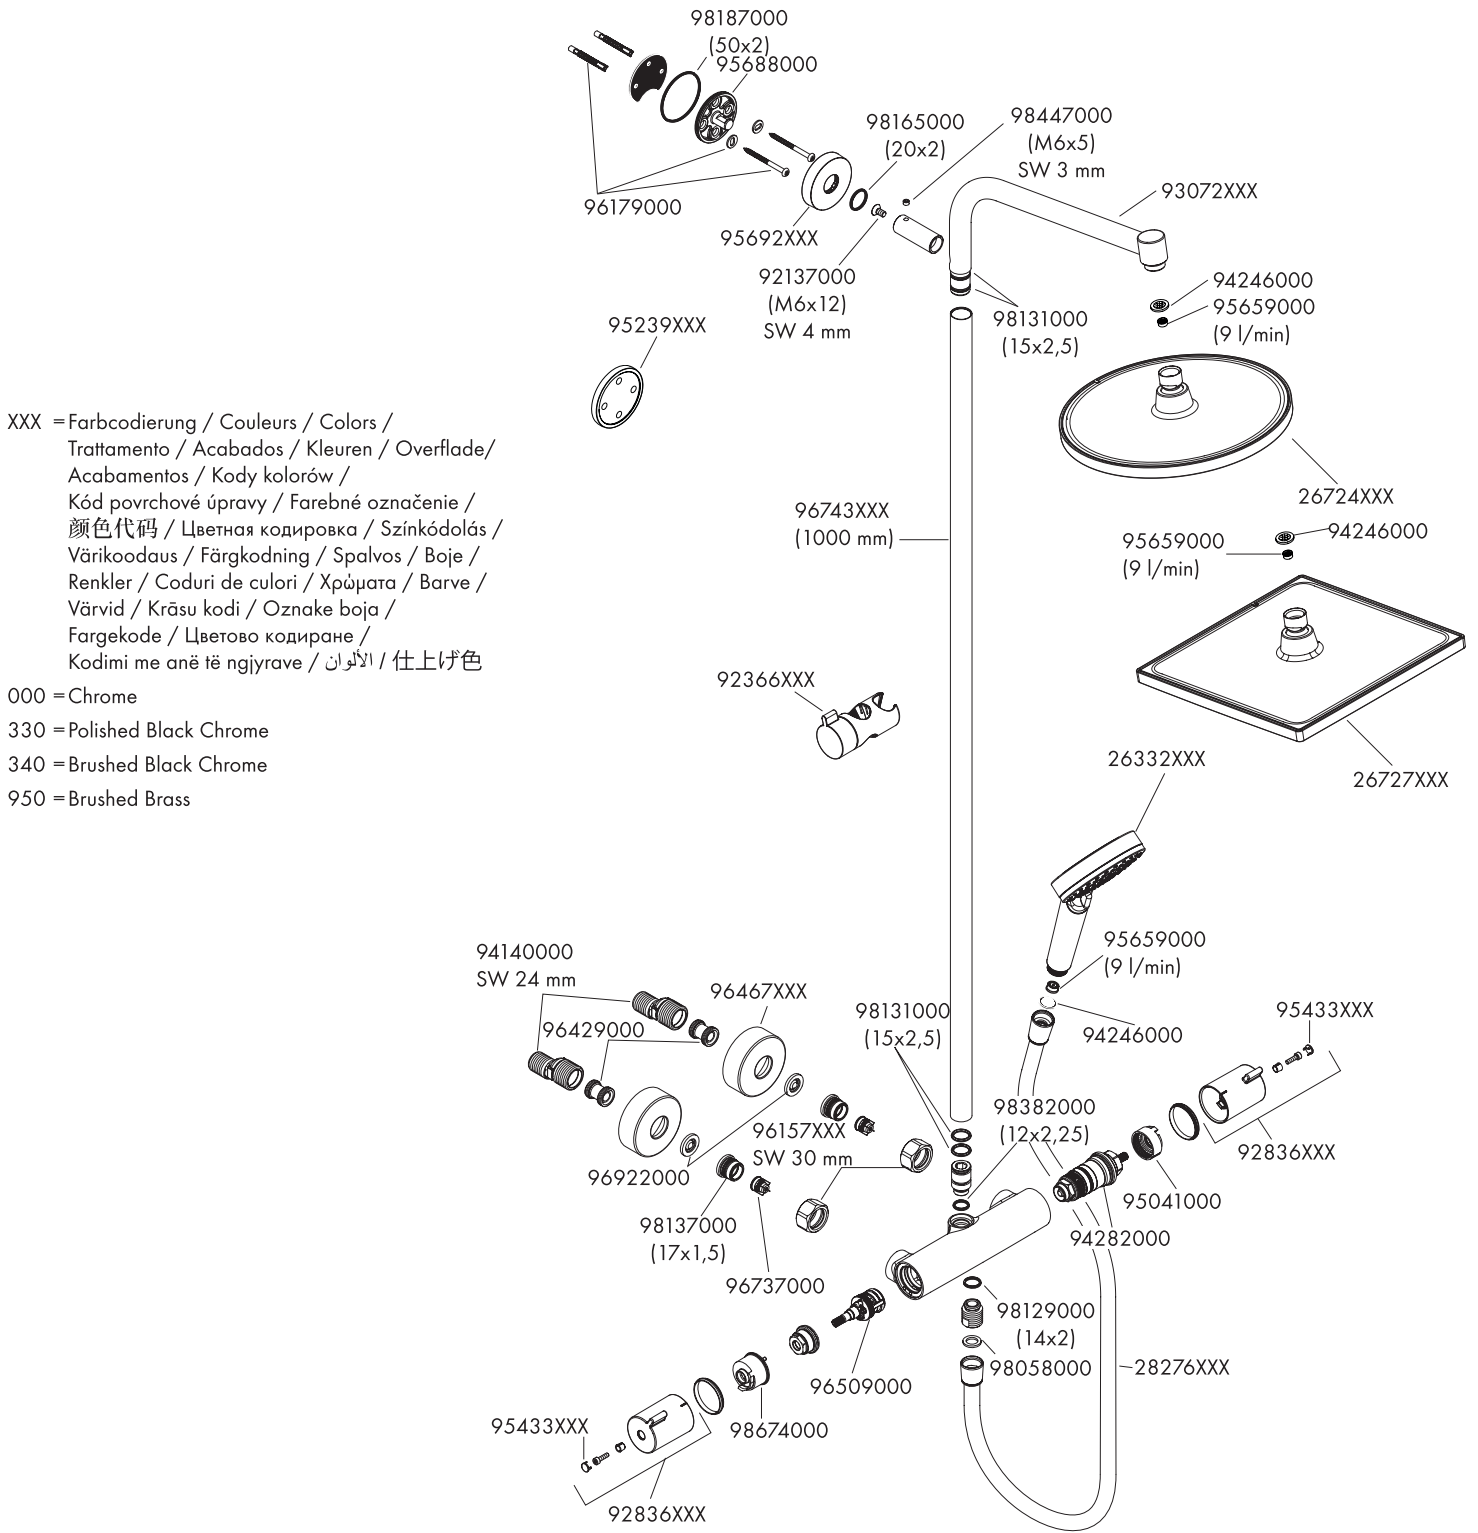 98187000
(50x2)
95688000
98165000
(20x2)
98447000
(M6x5)
SW 3 mm
93072XXX
96179000
95692XXX
92137000
(M6x12)
SW 4 mm
98131000
(15x2,5)
94246000
95659000
(9 l/min)
95239XXX
XXX =Farbcodierung / Couleurs / Colors /
Trattamento / Acabados / Kleuren / Overflade/
Acabamentos / Kody kolorów /
Kód povrchové úpravy / Farebné označenie /
颜色代码 / Цветная кодировка / Színkódolás /
Värikoodaus / Färgkodning / Spalvos / Boje /
Renkler / Coduri de culori / Χρώματα / Barve /
Värvid / Krāsu kodi / Oznake boja /
Fargekode / Цветово кодиране /
Kodimi me anë të ngjyrave / الألوان / 仕上げ色
000 =Chrome
330 =Polished Black Chrome
340 =Brushed Black Chrome
950 =Brushed Brass
26724XXX
96743XXX
(1000 mm)
95659000
(9 l/min)
94246000
92366XXX
26727XXX
26332XXX
94140000
SW 24 mm
96467XXX
96429000
98131000
(15x2,5)
95659000
(9 l/min)
94246000
95433XXX
98382000
(12x2,25)
96157XXX
SW 30 mm
92836XXX
96922000
95041000
98137000
(17x1,5)
94282000
96737000
98129000
(14x2)
98058000
28276XXX
96509000
95433XXX
98674000
92836XXX